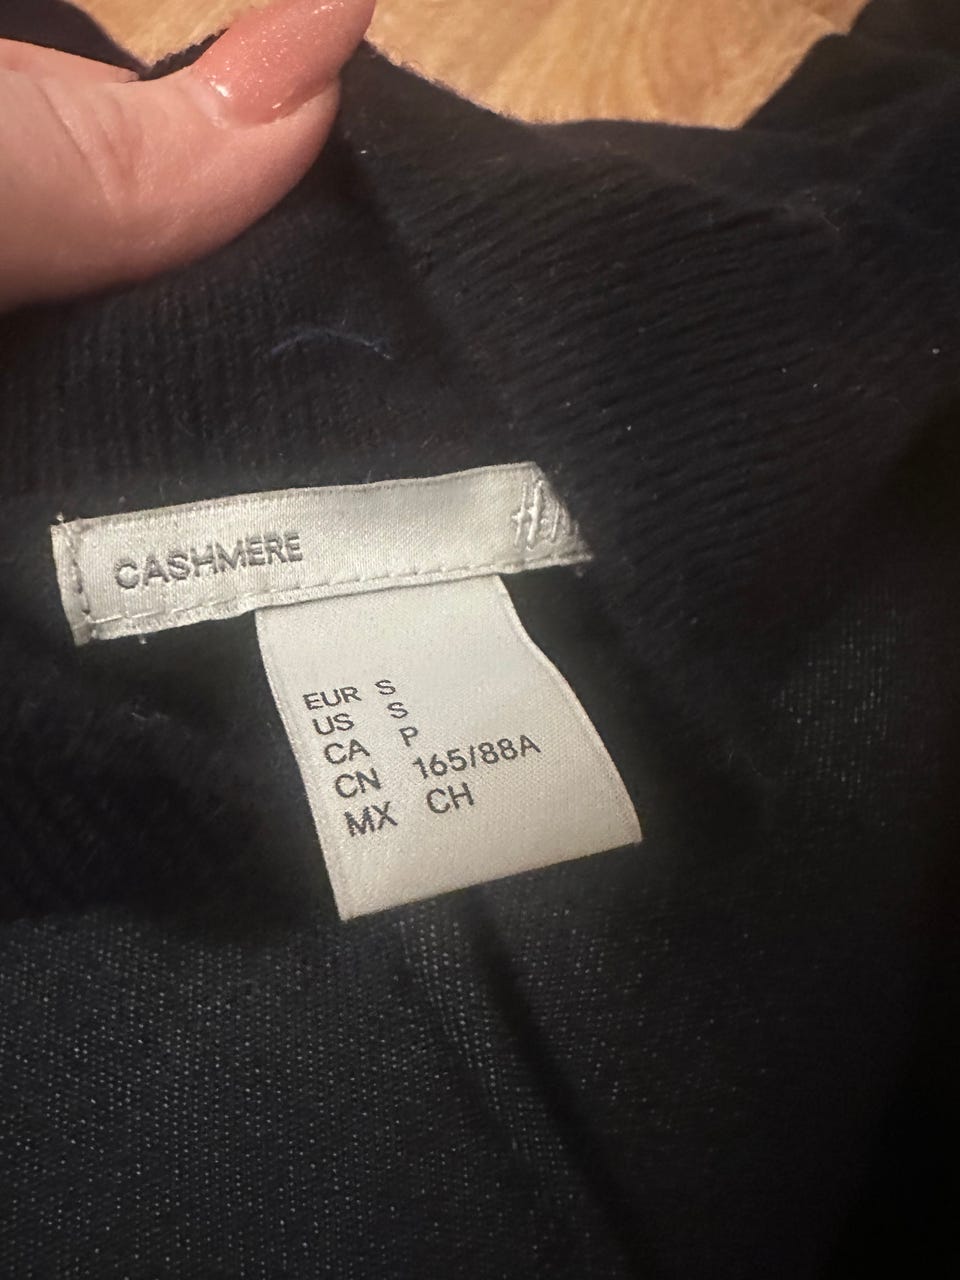 CASHMERE
EUR S
US S
CA P
CN 165/88A
MX CH